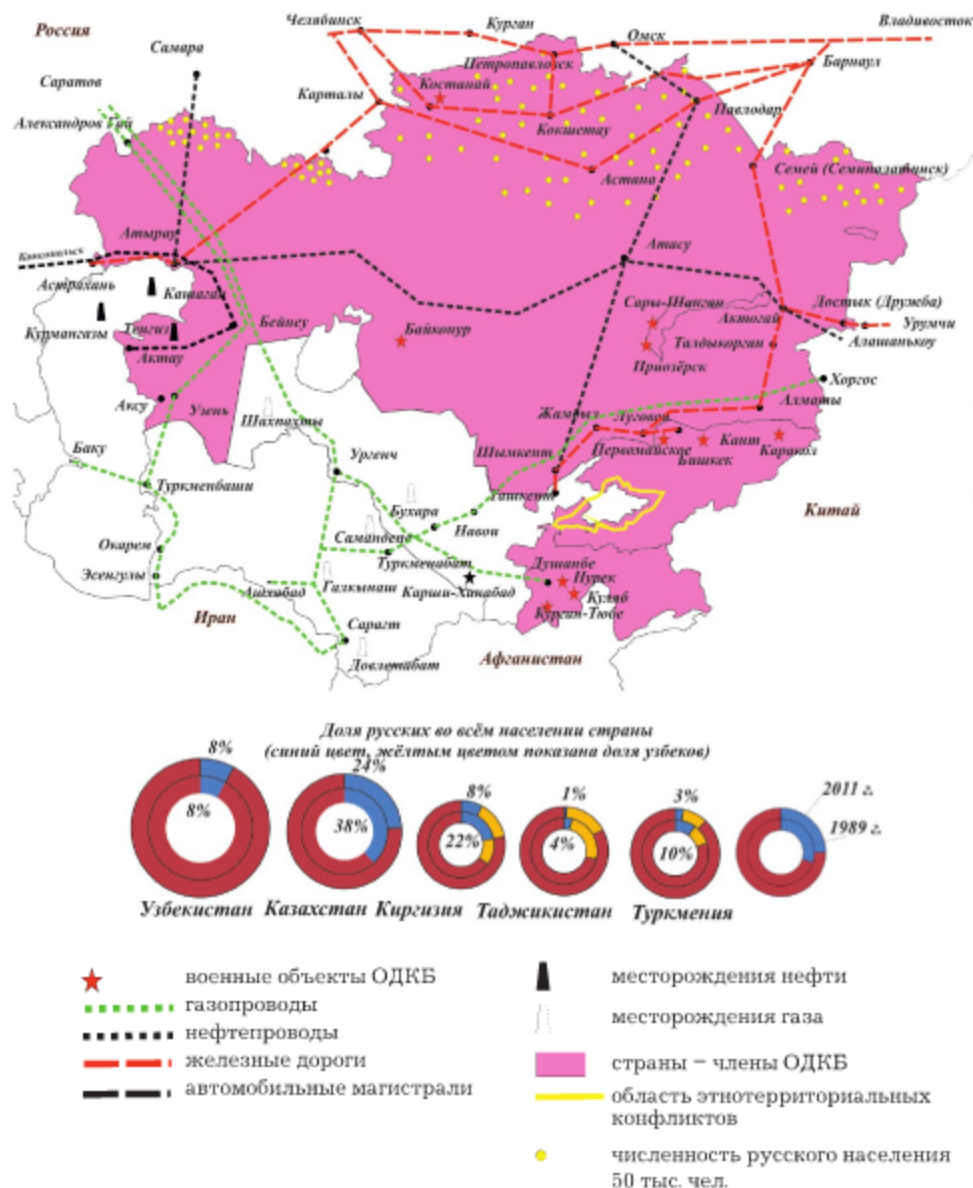 Россия
Самара
Саратов
Александров Гай
Челябинск
Курган
Омск
Владивосток
Петропавловск
Костанай
Барнаул
Карталы
Кокшетау
Павлодар
Астана
Семей (Семипалатинск)
Атырау
Атасу
Астрахань
Кашаган
Курмангазы
Тенгиз
Бейнеу
Байконур
Сары-Шаган
Актогай
Достык (Дружба)
Урумчи
Алашанькоу
Актау
Талдыкорган
Приозёрск
Хоргос
Аксу
Узень
Шахпахты
Жамбыл
Луговой
Алматы
Баку
Ургенч
Шымкент
Первомайское
Кант
Бишкек
Каракол
Туркменбаши
Бухара
Ташкент
Китай
Окарем
Самандепе
Навои
Туркменабат
Душанбе
Эсенгулы
Ашхабад
Галкынаш
Карши-Ханабад
Нурек
Куляб
Курган-Тюбе
Иран
Сарагт
Довлетабат
Афганистан
Доля русских во всём населении страны
(синий цвет, жёлтым цветом показана доля узбеков)
8% 24% 8% 1% 3% 2011 г.
8% 38% 22% 4% 10% 1989 г.
Узбекистан Казахстан Киргизия Таджикистан Туркмения
военные объекты ОДКБ
газопроводы
нефтепроводы
железные дороги
автомобильные магистрали
месторождения нефти
месторождения газа
страны – члены ОДКБ
область этнотерриториальных
конфликтов
численность русского населения
50 тыс. чел.